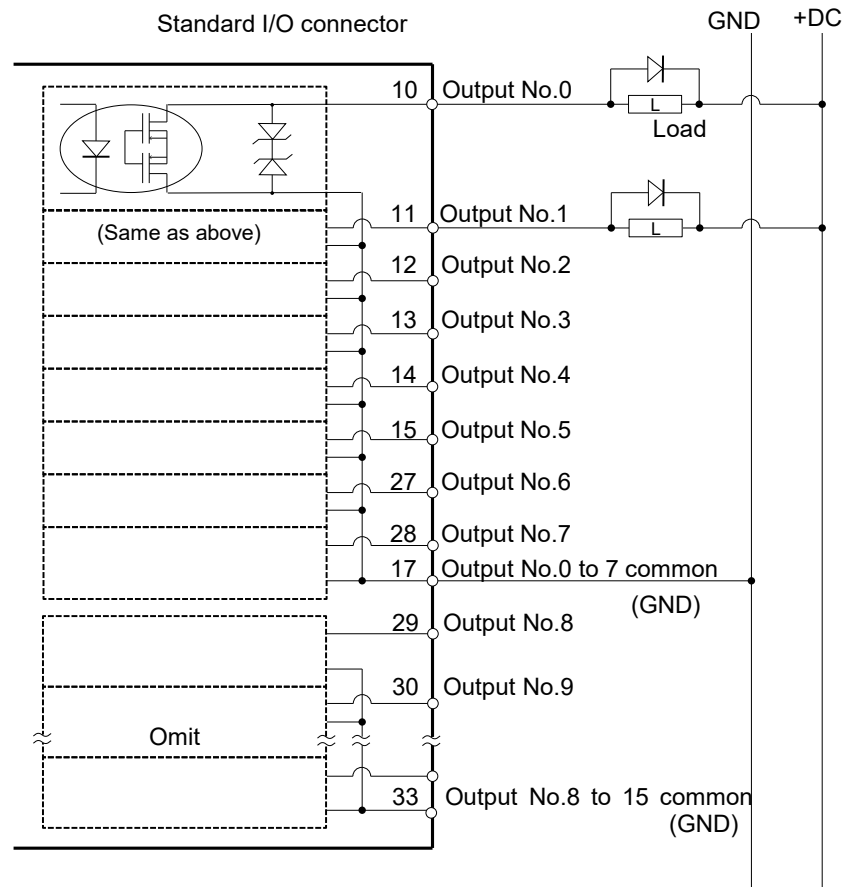 Standard I/O connector
GND
+DC
10 Output No.0
L
Load
11 Output No.1
L
(Same as above)
12 Output No.2
13 Output No.3
14 Output No.4
15 Output No.5
27 Output No.6
28 Output No.7
17 Output No.0 to 7 common
(GND)
29 Output No.8
30 Output No.9
Omit
33 Output No.8 to 15 common
(GND)